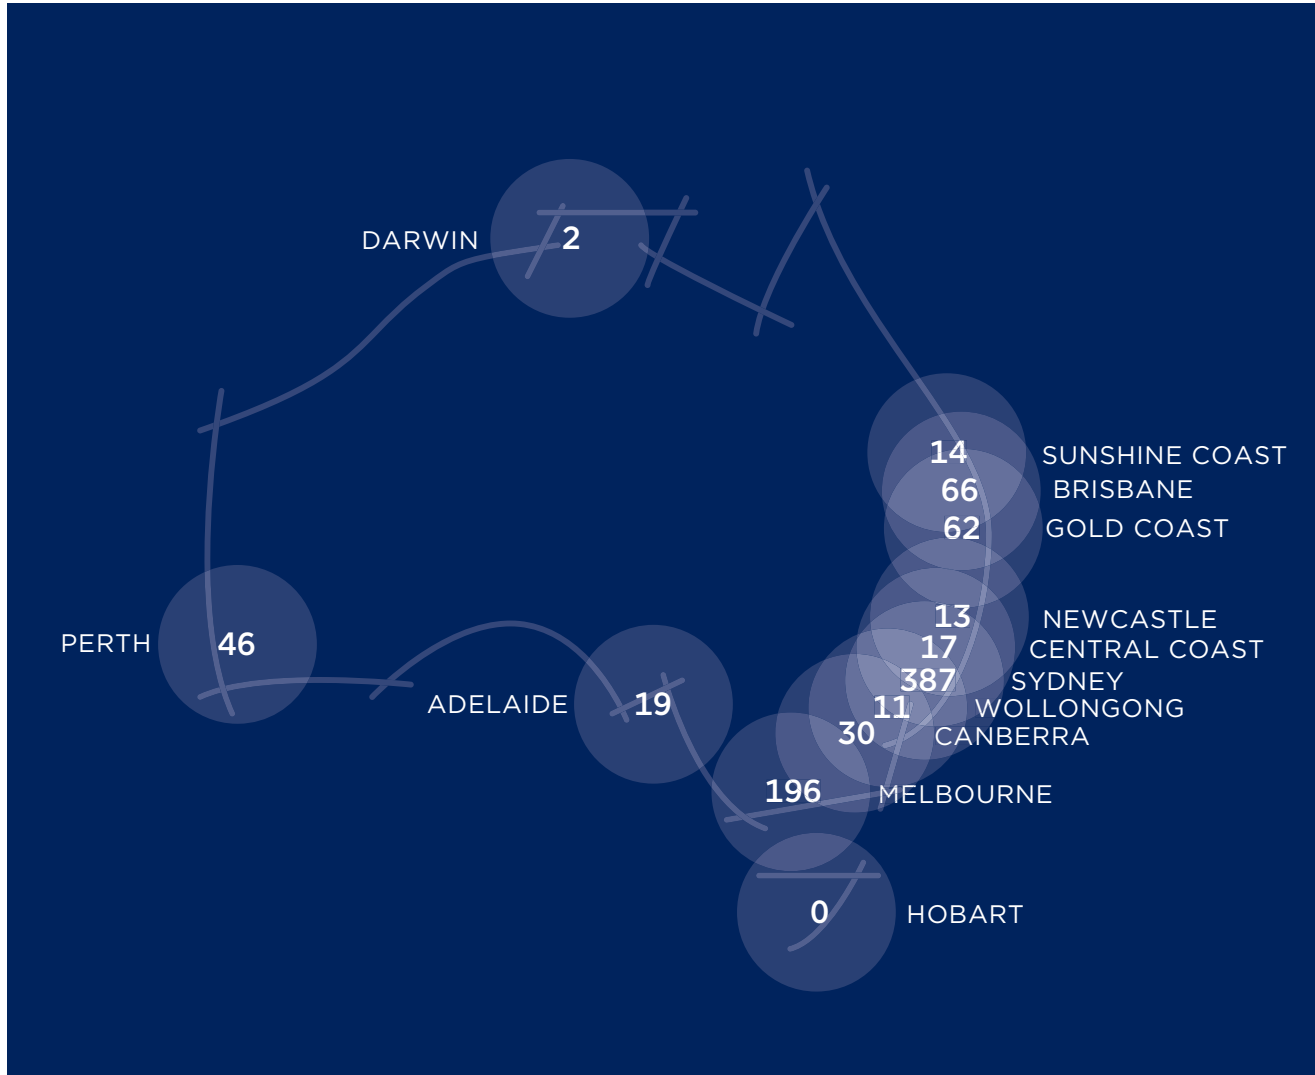 DARWIN 2
14 SUNSHINE COAST
66 BRISBANE
62 GOLD COAST
13 NEWCASTLE
PERTH 46
17 CENTRAL COAST
387 SYDNEY
ADELAIDE 19
11 WOLLONGONG
30 CANBERRA
196 MELBOURNE
0 HOBART